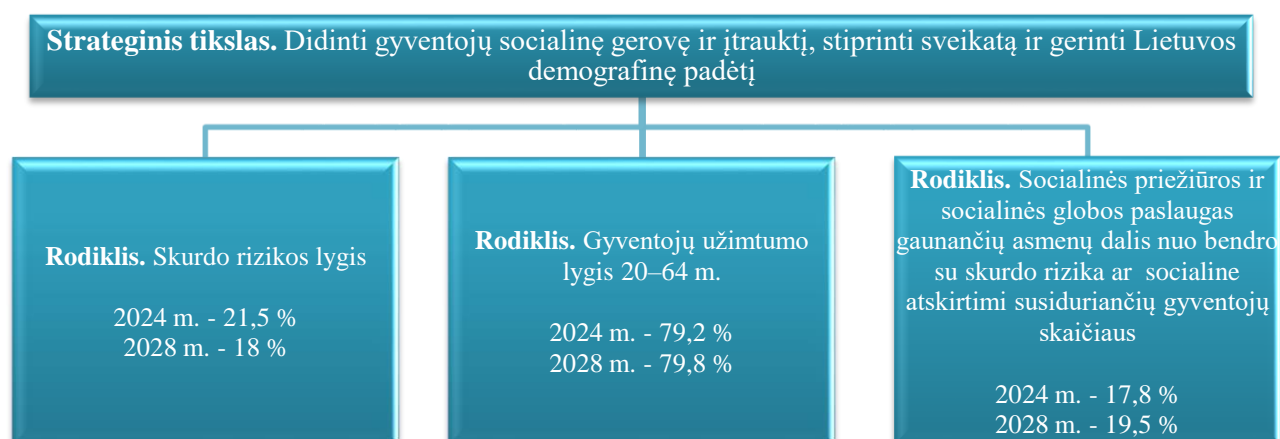 Strateginis tikslas. Didinti gyventojų socialinę gerovę ir įtrauktį, stiprinti sveikatą ir gerinti Lietuvos
demografinę padėtį
Rodiklis. Skurdo rizikos lygis
2024 m. - 21,5 %
2028 m. - 18 %
Rodiklis. Gyventojų užimtumo
lygis 20–64 m.
2024 m. - 79,2 %
2028 m. - 79,8 %
Rodiklis. Socialinės priežiūros ir
socialinės globos paslaugas
gaunančių asmenų dalis nuo bendro
su skurdo rizika ar socialine
atskirtimi susiduriančių gyventojų
skaičiaus
2024 m. - 17,8 %
2028 m. - 19,5 %